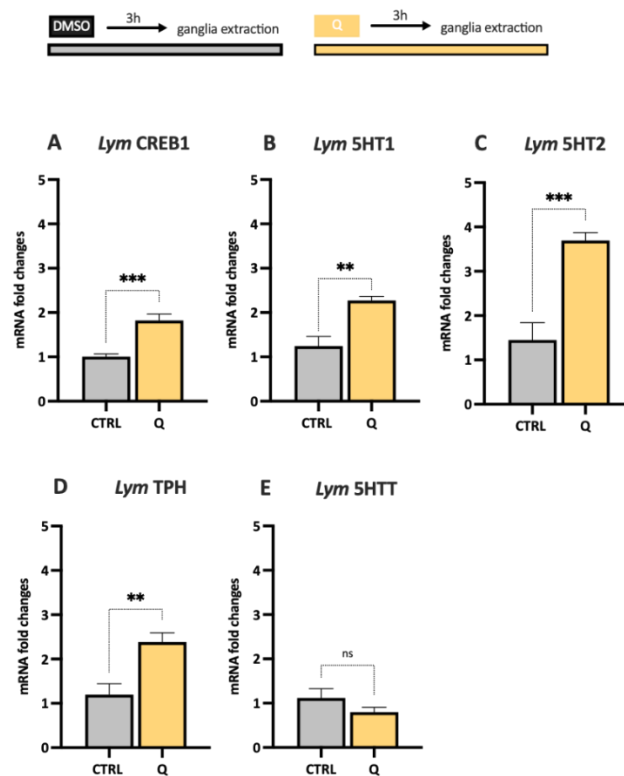 DMSO 3h ganglia extraction
Q 3h ganglia extraction
A Lym CREB1
mRNA fold changes
5
4
3
2
1
0
***
CTRL Q
B Lym 5HT1
mRNA fold changes
5
4
3
2
1
0
**
CTRL Q
C Lym 5HT2
mRNA fold changes
5
4
3
2
1
0
***
CTRL Q
D Lym TPH
mRNA fold changes
5
4
3
2
1
0
**
CTRL Q
E Lym 5HTT
mRNA fold changes
5
4
3
2
1
0
ns
CTRL Q